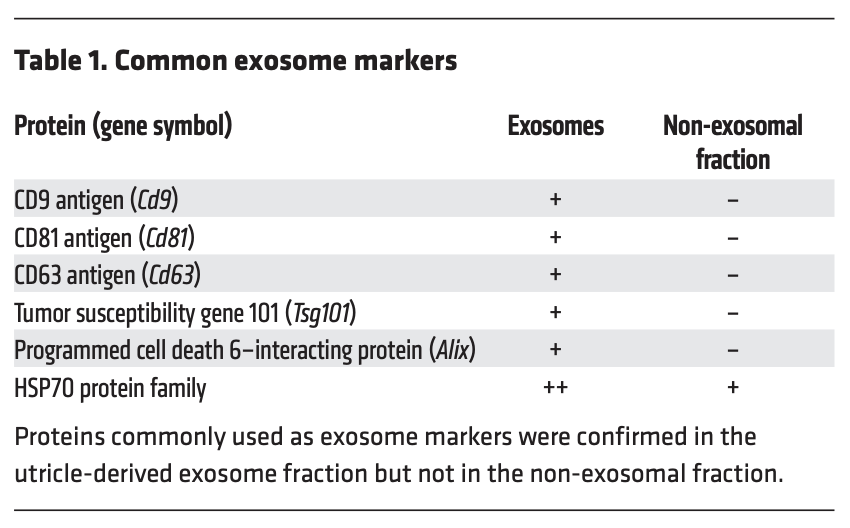 Table 1. Common exosome markers
Protein (gene symbol) Exosomes Non-exosomal
fraction
CD9 antigen (Cd9) + –
CD81 antigen (Cd81) + –
CD63 antigen (Cd63) + –
Tumor susceptibility gene 101 (Tsg101) + –
Programmed cell death 6–interacting protein (Alix) + –
HSP70 protein family ++ +
Proteins commonly used as exosome markers were confirmed in the
utricle-derived exosome fraction but not in the non-exosomal fraction.